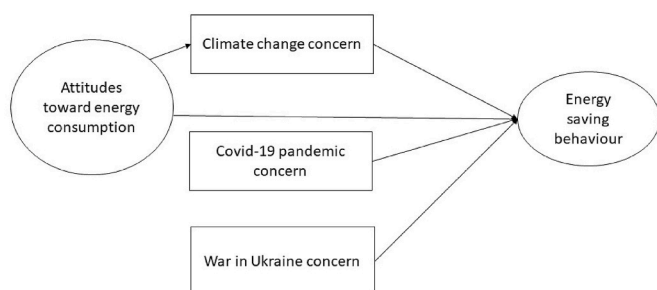 Climate change concern
Attitudes
toward energy
consumption
Energy
saving
behaviour
Covid-19 pandemic
concern
War in Ukraine concern